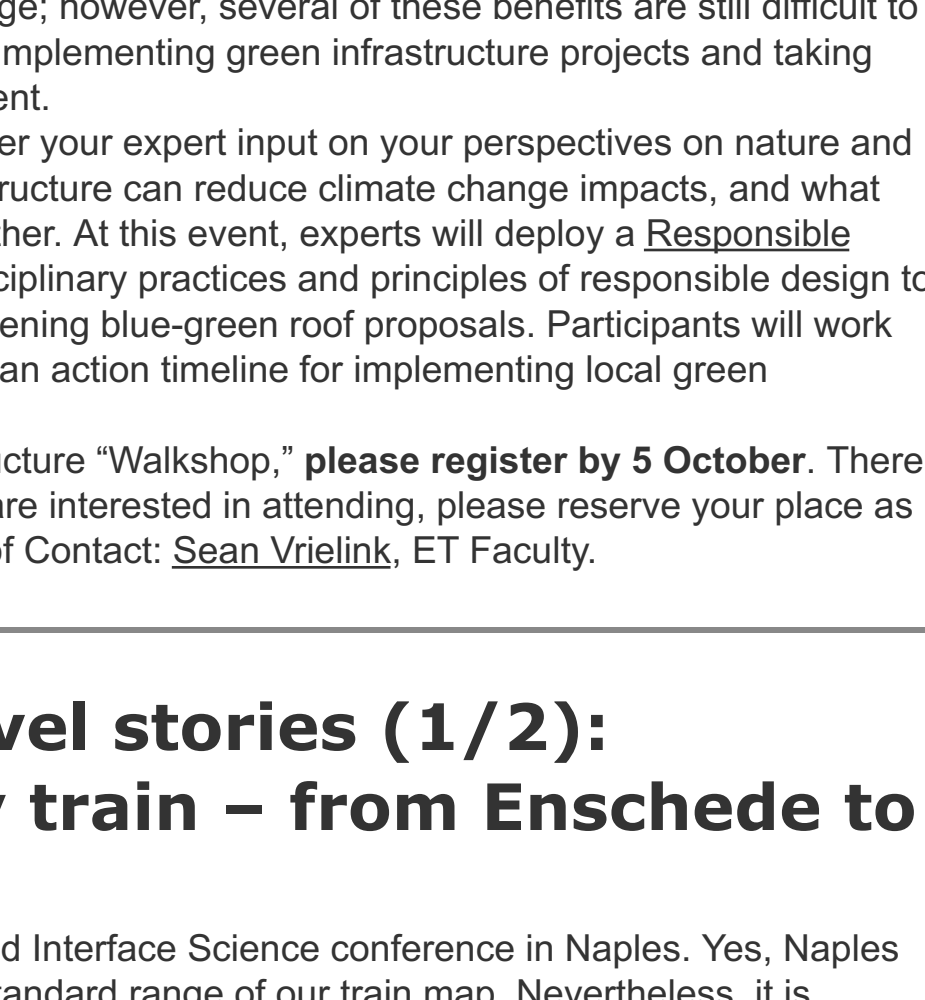 ge; however, several of these benefits are still difficult to
mplementing green infrastructure projects and taking
ent.
er your expert input on your perspectives on nature and
ructure can reduce climate change impacts, and what
ther. At this event, experts will deploy a Responsible
ciplinary practices and principles of responsible design to
ening blue-green roof proposals. Participants will work
an action timeline for implementing local green
ucture “Walkshop,” please register by 5 October. There
are interested in attending, please reserve your place as
of Contact: Sean Vrielink, ET Faculty.
vel stories (1/2):
y train – from Enschede to
d Interface Science conference in Naples. Yes, Naples
tandard range of our train map. Nevertheless, it is